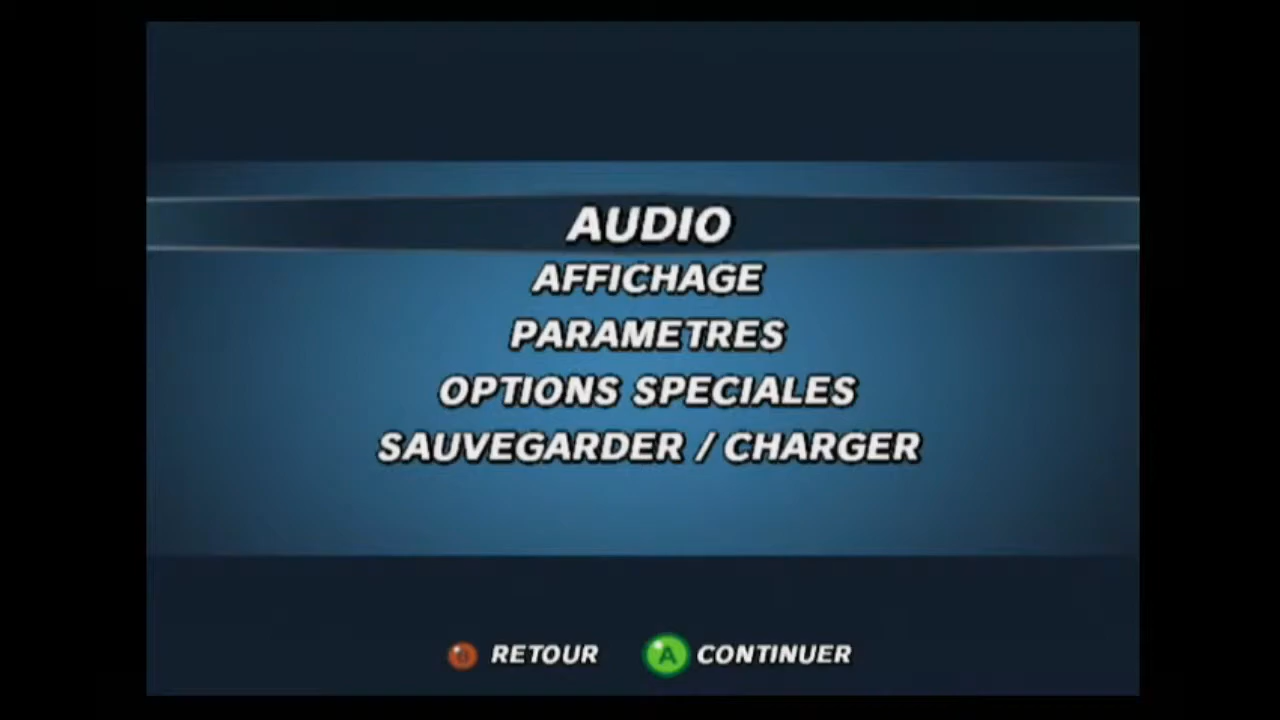 AUDIO
AFFICHAGE
PARAMETRES
OPTIONS SPECIALES
SAUVEGARDER / CHARGER
B RETOUR A CONTINUER